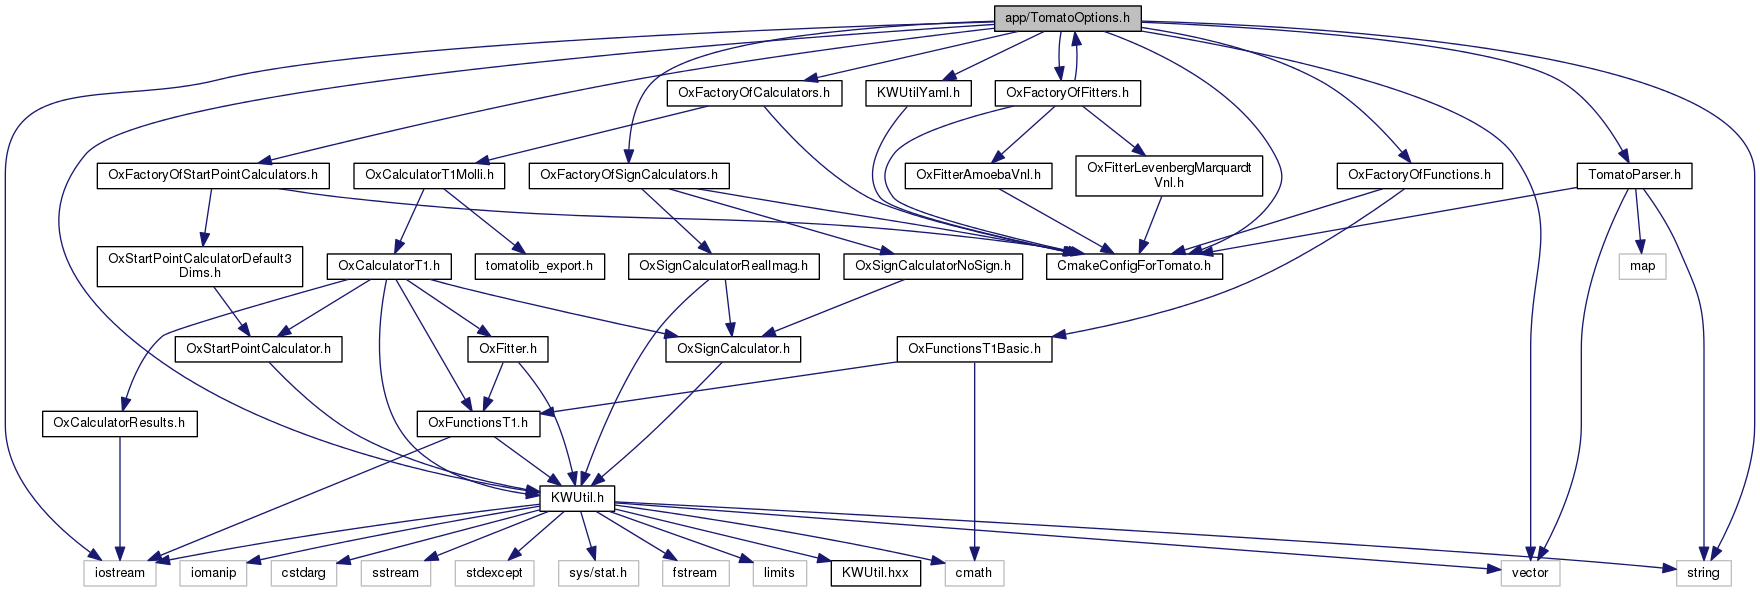 app/TomatoOptions.h
OxFactoryOfCalculators.h
KWUtilYaml.h
OxFactoryOfFitters.h
OxFactoryOfStartPointCalculators.h
OxCalculatorT1Molli.h
OxFactoryOfSignCalculators.h
OxFitterAmoebaVnl.h
OxFitterLevenbergMarquardt
Vnl.h
OxFactoryOfFunctions.h
TomatoParser.h
OxStartPointCalculatorDefault3
Dims.h
OxCalculatorT1.h
tomatolib_export.h
OxSignCalculatorRealImag.h
OxSignCalculatorNoSign.h
CmakeConfigForTomato.h
map
OxStartPointCalculator.h
OxFitter.h
OxSignCalculator.h
OxFunctionsT1Basic.h
OxCalculatorResults.h
OxFunctionsT1.h
KWUtil.h
iostream
iomanip
cstdarg
sstream
stdexcept
sys/stat.h
fstream
limits
KWUtil.hxx
cmath
vector
string